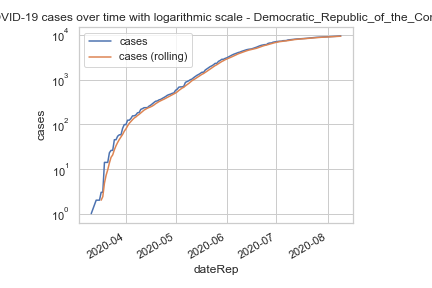 VID-19 cases over time with logarithmic scale - Democratic_Republic_of_the_Con
cases
cases (rolling)
10⁴
10³
10²
10¹
10⁰
cases
2020-04
2020-05
2020-06
2020-07
2020-08
dateRep